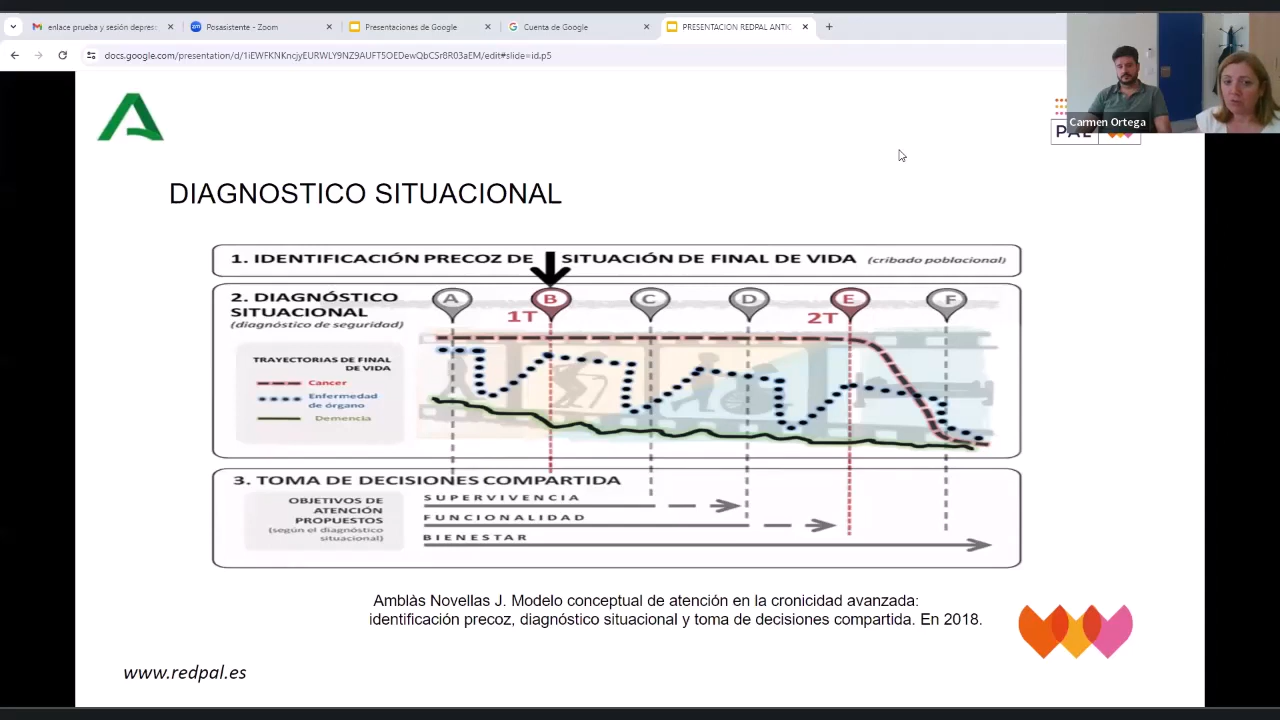 enlace prueba y sesión depres
Posasistente - Zoom
Presentaciones de Google
Cuenta de Google
PRESENTACION REDPAL ANTIC
docs.google.com/presentation/d/1iEWFKNKncjyEURWLY9NZ9AUFT5OEDewQbCSr6R03aEM/edit#slide=id.p5
Carmen Ortega
PAL
DIAGNOSTICO SITUACIONAL
1. IDENTIFICACIÓN PRECOZ DE SITUACIÓN DE FINAL DE VIDA (cribado poblacional)
2. DIAGNÓSTICO
SITUACIONAL
(diagnóstico de seguridad)
A B C D E F
1T 2T
TRAYECTORIAS DE FINAL
DE VIDA
Cancer
Enfermedad
de órgano
Demencia
3. TOMA DE DECISIONES COMPARTIDA
OBJETIVOS DE
ATENCIÓN
PROPUESTOS
(según el diagnóstico
situacional)
SUPERVIVENCIA
FUNCIONALIDAD
BIENESTAR
Amblàs Novellas J. Modelo conceptual de atención en la cronicidad avanzada:
identificación precoz, diagnóstico situacional y toma de decisiones compartida. En 2018.
www.redpal.es